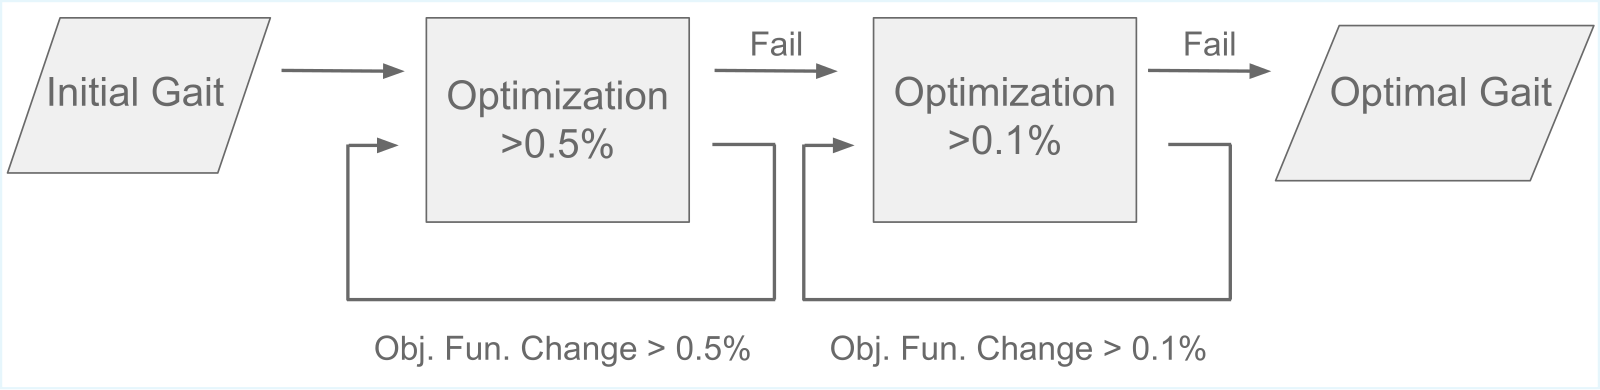 Initial Gait
Optimization
>0.5%
Fail
Optimization
>0.1%
Fail
Optimal Gait
Obj. Fun. Change > 0.5%
Obj. Fun. Change > 0.1%